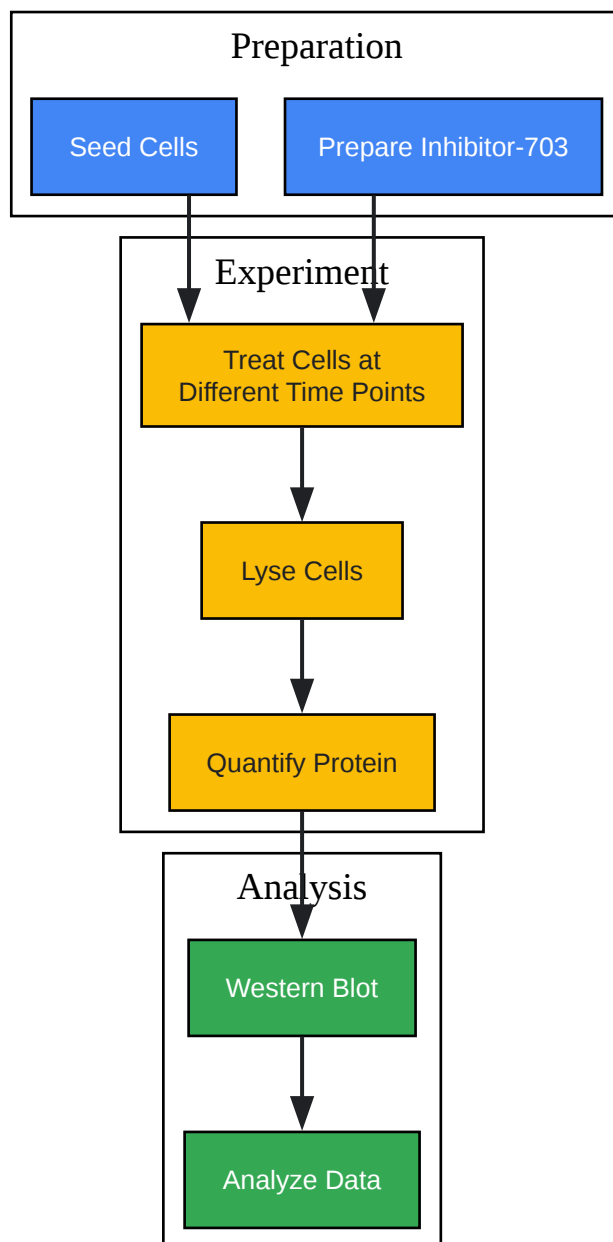 Preparation
Seed Cells
Prepare Inhibitor-703
Experiment
Treat Cells at
Different Time Points
Lyse Cells
Quantify Protein
Analysis
Western Blot
Analyze Data